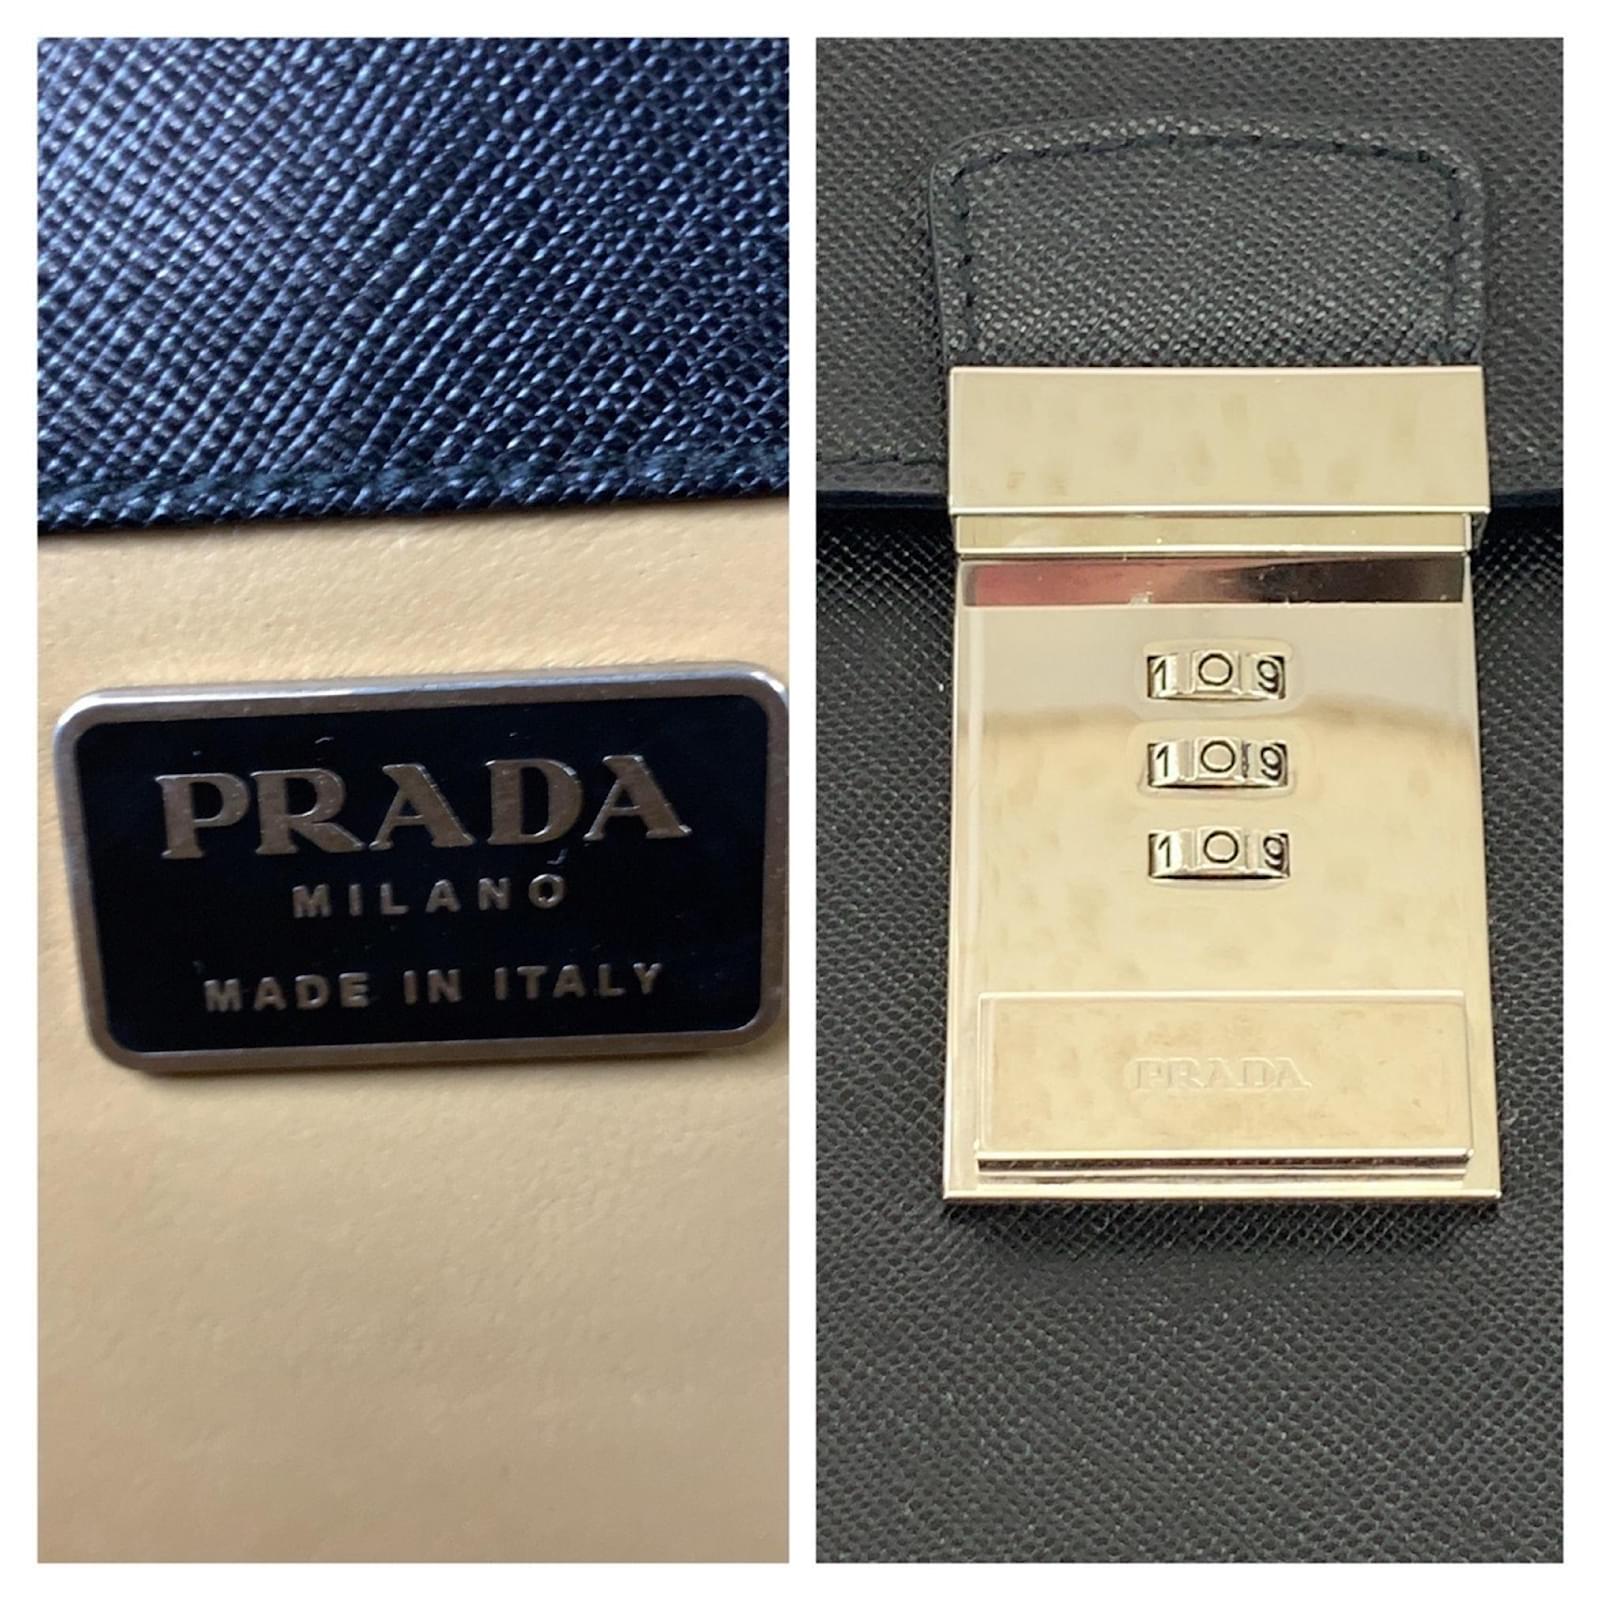 PRADA
MILANO
MADE IN ITALY
1 0 9
1 0 9
1 0 9
PRADA